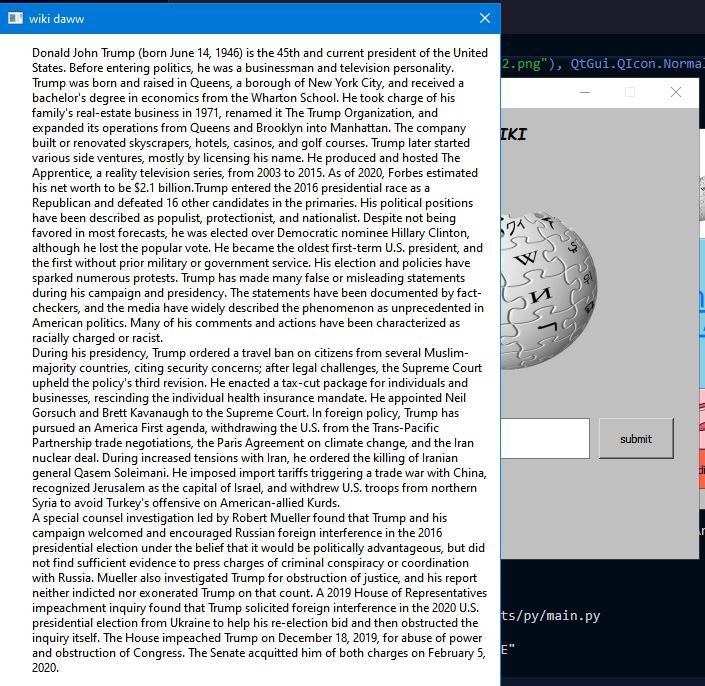 wiki daww
Donald John Trump (born June 14, 1946) is the 45th and current president of the United
States. Before entering politics, he was a businessman and television personality.
Trump was born and raised in Queens, a borough of New York City, and received a
bachelor's degree in economics from the Wharton School. He took charge of his
family's real-estate business in 1971, renamed it The Trump Organization, and
expanded its operations from Queens and Brooklyn into Manhattan. The company
built or renovated skyscrapers, hotels, casinos, and golf courses. Trump later started
various side ventures, mostly by licensing his name. He produced and hosted The
Apprentice, a reality television series, from 2003 to 2015. As of 2020, Forbes estimated
his net worth to be $2.1 billion.Trump entered the 2016 presidential race as a
Republican and defeated 16 other candidates in the primaries. His political positions
have been described as populist, protectionist, and nationalist. Despite not being
favored in most forecasts, he was elected over Democratic nominee Hillary Clinton,
although he lost the popular vote. He became the oldest first-term U.S. president, and
the first without prior military or government service. His election and policies have
sparked numerous protests. Trump has made many false or misleading statements
during his campaign and presidency. The statements have been documented by fact-
checkers, and the media have widely described the phenomenon as unprecedented in
American politics. Many of his comments and actions have been characterized as
racially charged or racist.
During his presidency, Trump ordered a travel ban on citizens from several Muslim-
majority countries, citing security concerns; after legal challenges, the Supreme Court
upheld the policy's third revision. He enacted a tax-cut package for individuals and
businesses, rescinding the individual health insurance mandate. He appointed Neil
Gorsuch and Brett Kavanaugh to the Supreme Court. In foreign policy, Trump has
pursued an America First agenda, withdrawing the U.S. from the Trans-Pacific
Partnership trade negotiations, the Paris Agreement on climate change, and the Iran
nuclear deal. During increased tensions with Iran, he ordered the killing of Iranian
general Qasem Soleimani. He imposed import tariffs triggering a trade war with China,
recognized Jerusalem as the capital of Israel, and withdrew U.S. troops from northern
Syria to avoid Turkey's offensive on American-allied Kurds.
A special counsel investigation led by Robert Mueller found that Trump and his
campaign welcomed and encouraged Russian foreign interference in the 2016
presidential election under the belief that it would be politically advantageous, but did
not find sufficient evidence to press charges of criminal conspiracy or coordination
with Russia. Mueller also investigated Trump for obstruction of justice, and his report
neither indicted nor exonerated Trump on that count. A 2019 House of Representatives
impeachment inquiry found that Trump solicited foreign interference in the 2020 U.S.
presidential election from Ukraine to help his re-election bid and then obstructed the
inquiry itself. The House impeached Trump on December 18, 2019, for abuse of power
and obstruction of Congress. The Senate acquitted him of both charges on February 5,
2020.
2.png"), QtGui.QIcon.Norma
IKI
W
И
submit
ts/py/main.py
E"